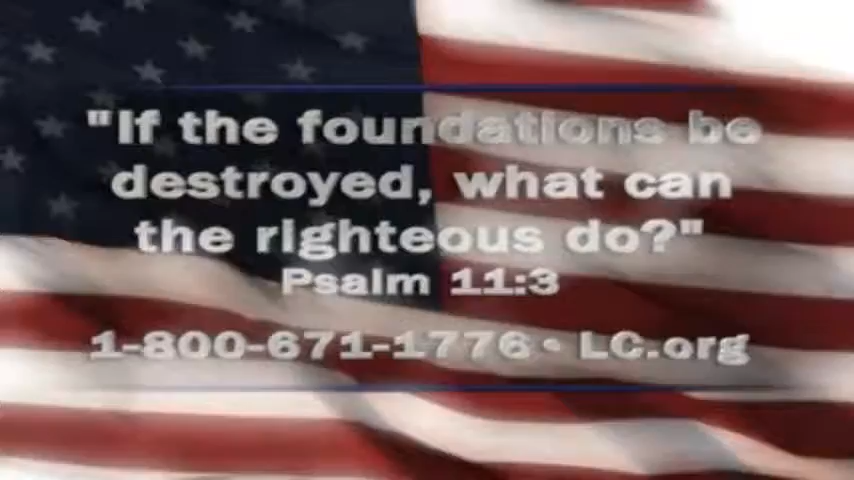 "If the foundations be
destroyed, what can
the righteous do?"
Psalm 11:3
1-800-671-1776 • LC.org